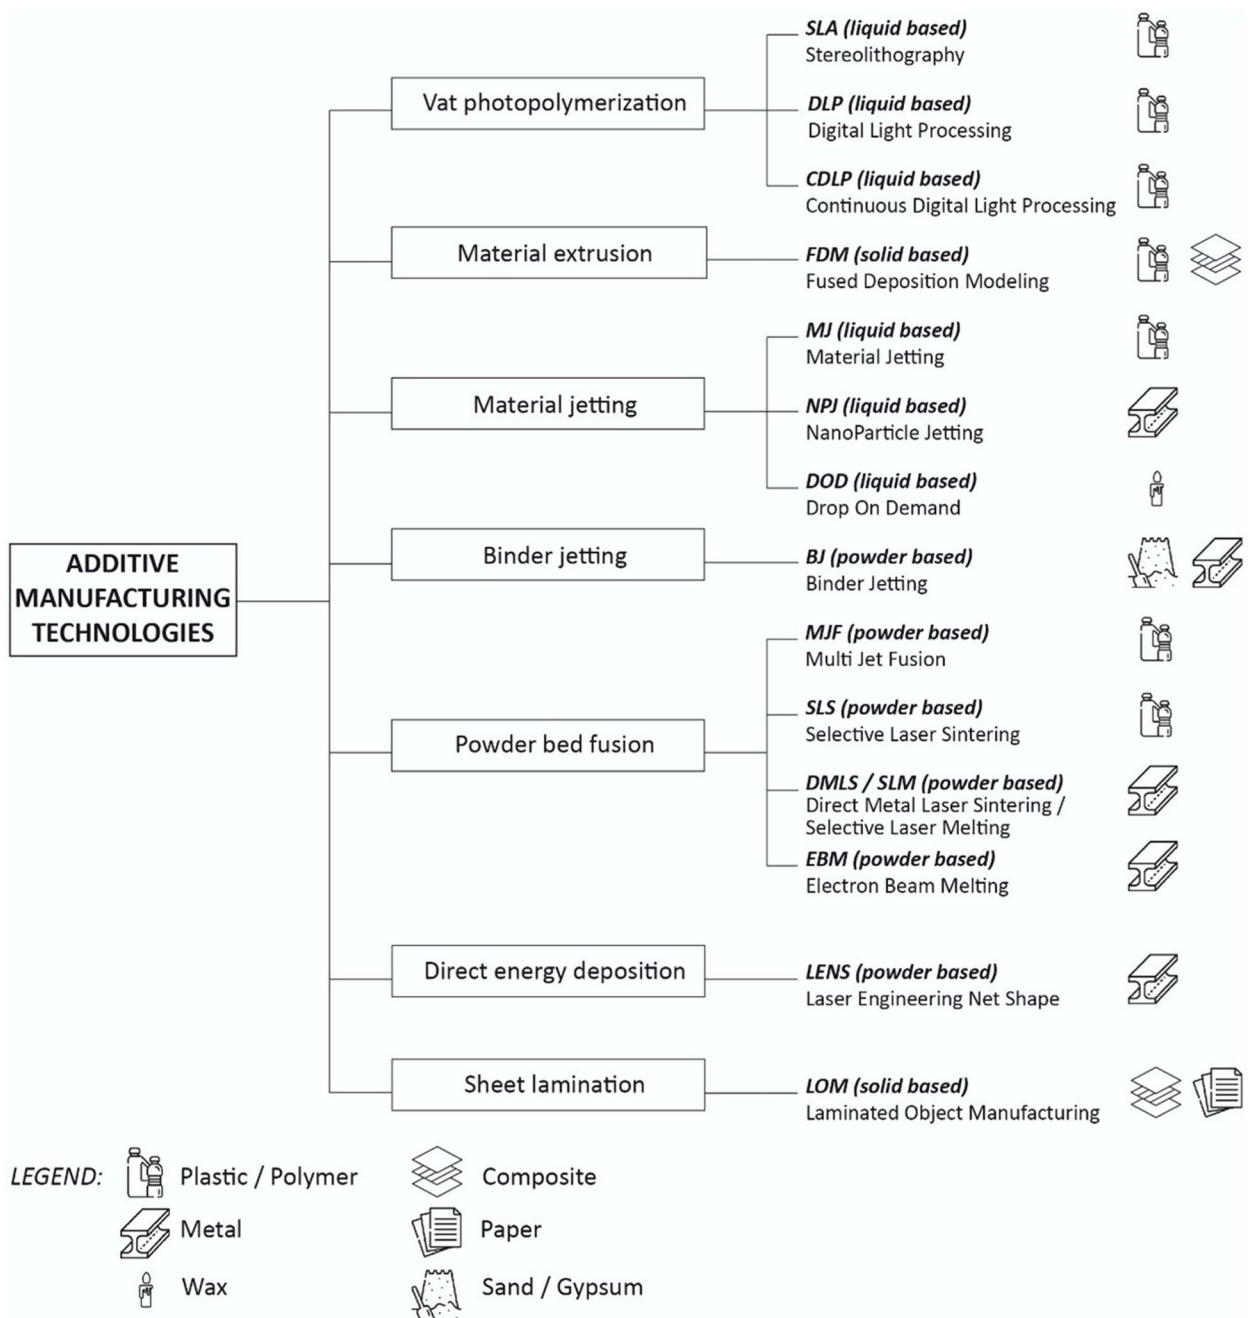 ADDITIVE
MANUFACTURING
TECHNOLOGIES
Vat photopolymerization
SLA (liquid based)
Stereolithography
DLP (liquid based)
Digital Light Processing
CDLP (liquid based)
Continuous Digital Light Processing
Material extrusion
FDM (solid based)
Fused Deposition Modeling
Material jetting
MJ (liquid based)
Material Jetting
NPJ (liquid based)
NanoParticle Jetting
DOD (liquid based)
Drop On Demand
Binder jetting
BJ (powder based)
Binder Jetting
Powder bed fusion
MJF (powder based)
Multi Jet Fusion
SLS (powder based)
Selective Laser Sintering
DMLS / SLM (powder based)
Direct Metal Laser Sintering /
Selective Laser Melting
EBM (powder based)
Electron Beam Melting
Direct energy deposition
LENS (powder based)
Laser Engineering Net Shape
Sheet lamination
LOM (solid based)
Laminated Object Manufacturing
LEGEND:
Plastic / Polymer
Composite
Metal
Paper
Wax
Sand / Gypsum